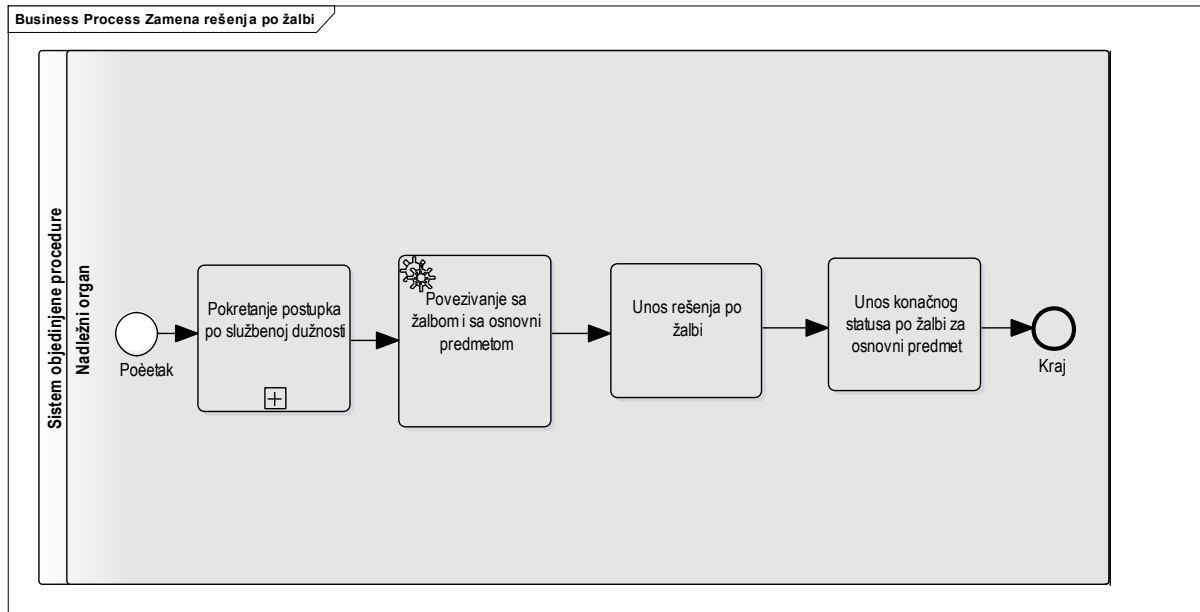 Business Process Zamena rešenja po žalbi
Sistem objedinjene procedure
Nadležni organ
Poèetak
Pokretanje postupka
po službenoj dužnosti
Povezivanje sa
žalbom i sa osnovni
predmetom
Unos rešenja po
žalbi
Unos konačnog
statusa po žalbi za
osnovni predmet
Kraj